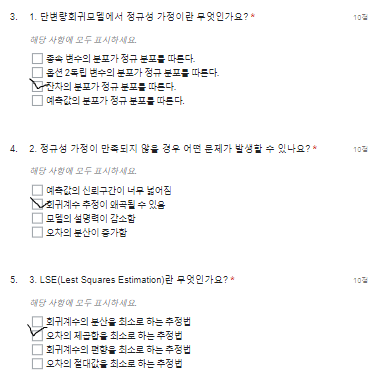 3. 1. 단변량회귀모델에서 정규성 가정이란 무엇인가요? * 10점
해당 사항에 모두 표시하세요.
종속 변수의 분포가 정규 분포를 따른다.
옵션 2독립 변수의 분포가 정규 분포를 따른다.
잔차의 분포가 정규 분포를 따른다.
예측값의 분포가 정규 분포를 따른다.
4. 2. 정규성 가정이 만족되지 않을 경우 어떤 문제가 발생할 수 있나요? * 10점
해당 사항에 모두 표시하세요.
예측값의 신뢰구간이 너무 넓어짐
회귀계수 추정이 왜곡될 수 있음
모델의 설명력이 감소함
오차의 분산이 증가함
5. 3. LSE(Lest Squares Estimation)란 무엇인가요? * 10점
해당 사항에 모두 표시하세요.
회귀계수의 분산을 최소로 하는 추정법
오차의 제곱합을 최소로 하는 추정법
회귀계수의 편향을 최소로 하는 추정법
오차의 절대값을 최소로 하는 추정법